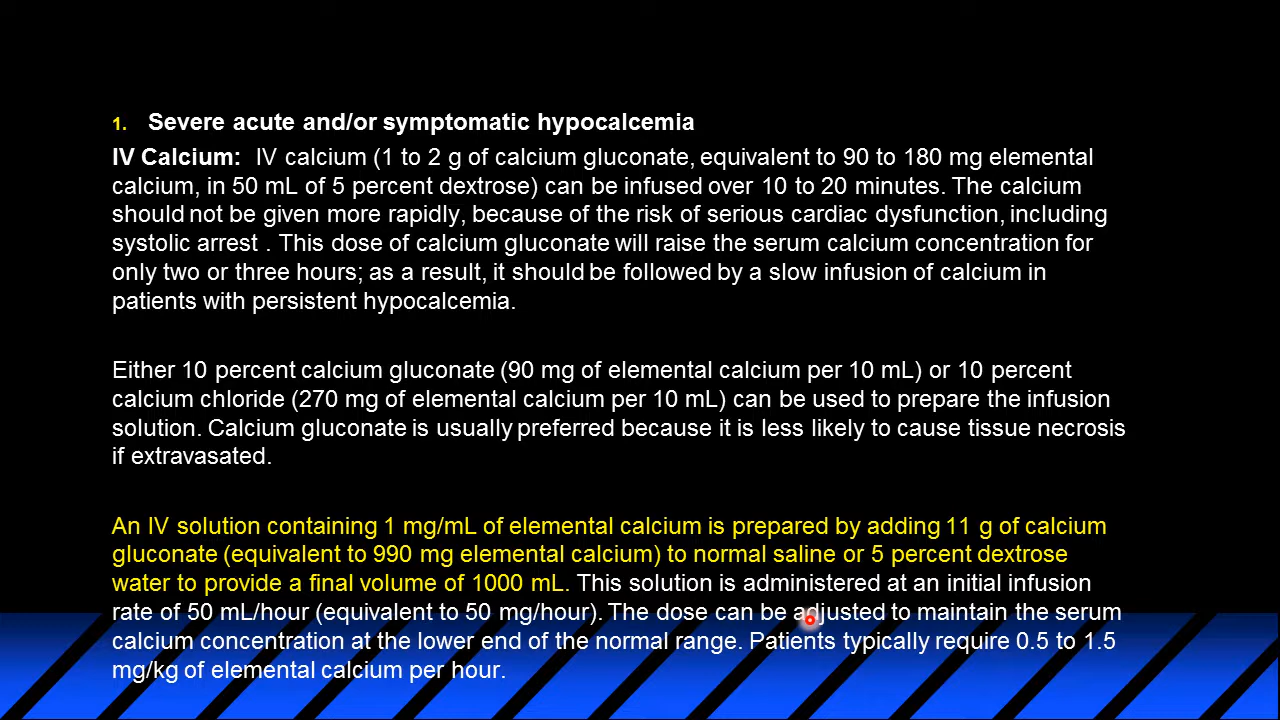 1. Severe acute and/or symptomatic hypocalcemia
IV Calcium: IV calcium (1 to 2 g of calcium gluconate, equivalent to 90 to 180 mg elemental
calcium, in 50 mL of 5 percent dextrose) can be infused over 10 to 20 minutes. The calcium
should not be given more rapidly, because of the risk of serious cardiac dysfunction, including
systolic arrest . This dose of calcium gluconate will raise the serum calcium concentration for
only two or three hours; as a result, it should be followed by a slow infusion of calcium in
patients with persistent hypocalcemia.
Either 10 percent calcium gluconate (90 mg of elemental calcium per 10 mL) or 10 percent
calcium chloride (270 mg of elemental calcium per 10 mL) can be used to prepare the infusion
solution. Calcium gluconate is usually preferred because it is less likely to cause tissue necrosis
if extravasated.
An IV solution containing 1 mg/mL of elemental calcium is prepared by adding 11 g of calcium
gluconate (equivalent to 990 mg elemental calcium) to normal saline or 5 percent dextrose
water to provide a final volume of 1000 mL. This solution is administered at an initial infusion
rate of 50 mL/hour (equivalent to 50 mg/hour). The dose can be adjusted to maintain the serum
calcium concentration at the lower end of the normal range. Patients typically require 0.5 to 1.5
mg/kg of elemental calcium per hour.